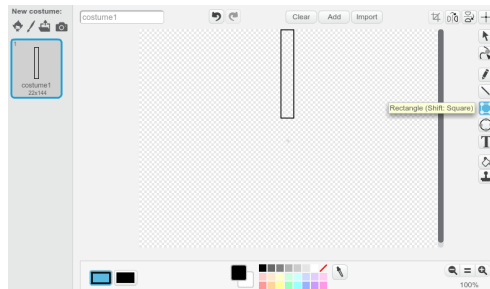 New costume:
costume1
Clear
Add
Import
1
costume1
22x144
Rectangle (Shift: Square)
T
100%